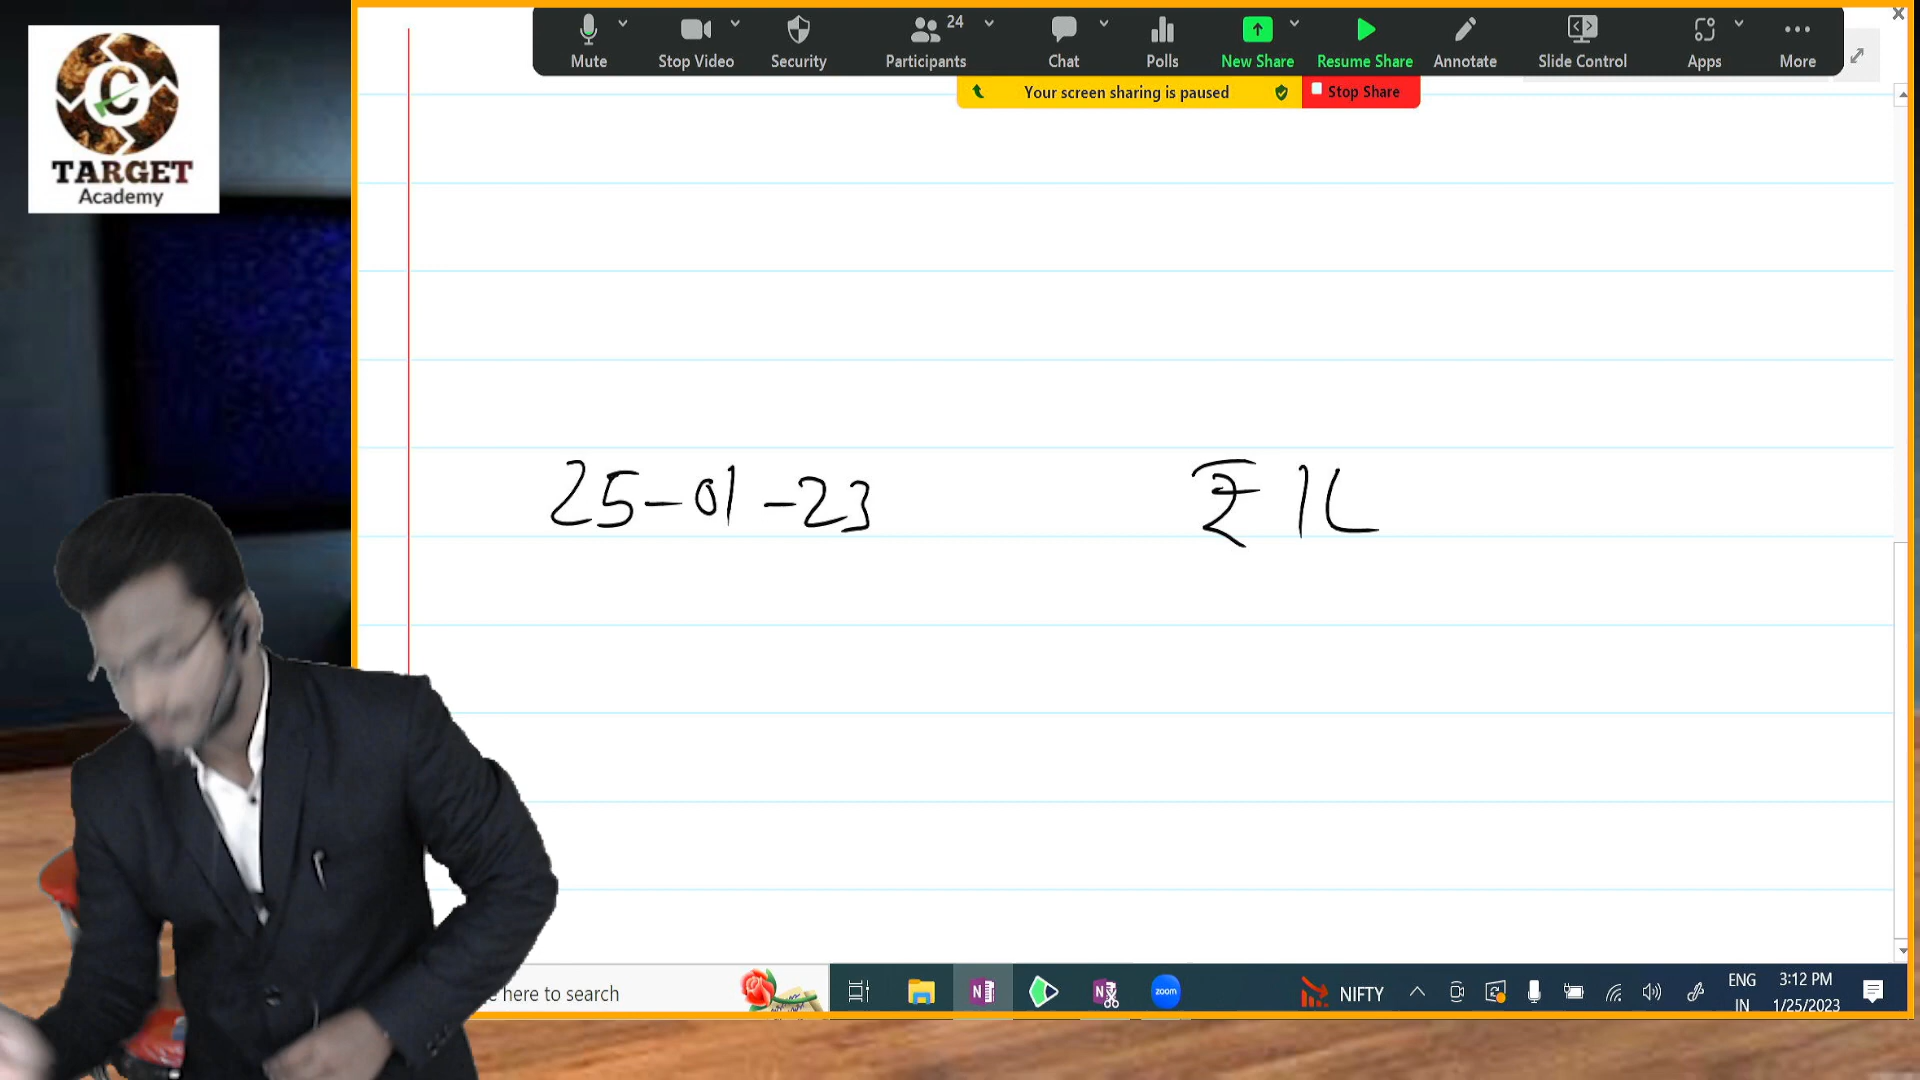 TARGET
Academy
Mute
Stop Video
Security
Participants 24
Chat
Polls
New Share
Resume Share
Annotate
Slide Control
Apps
More
Your screen sharing is paused
Stop Share
25-01-23 ₹ 1L
here to search
NIFTY
ENG
IN
3:12 PM
1/25/2023
zoom